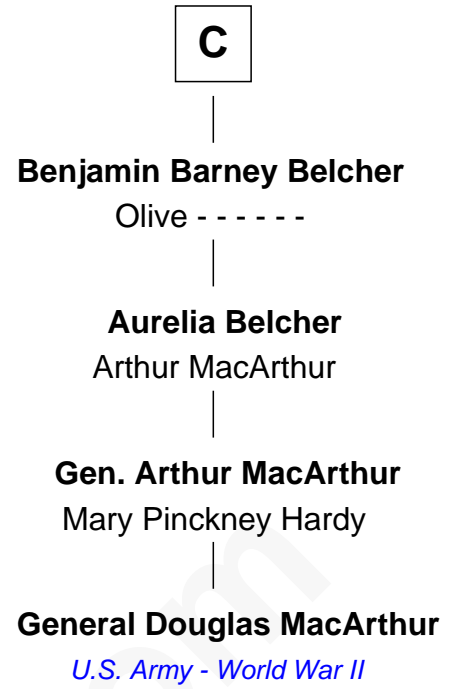 C
Benjamin Barney Belcher
Olive - - - - - -
Aurelia Belcher
Arthur MacArthur
Gen. Arthur MacArthur
Mary Pinckney Hardy
General Douglas MacArthur
U.S. Army - World War II